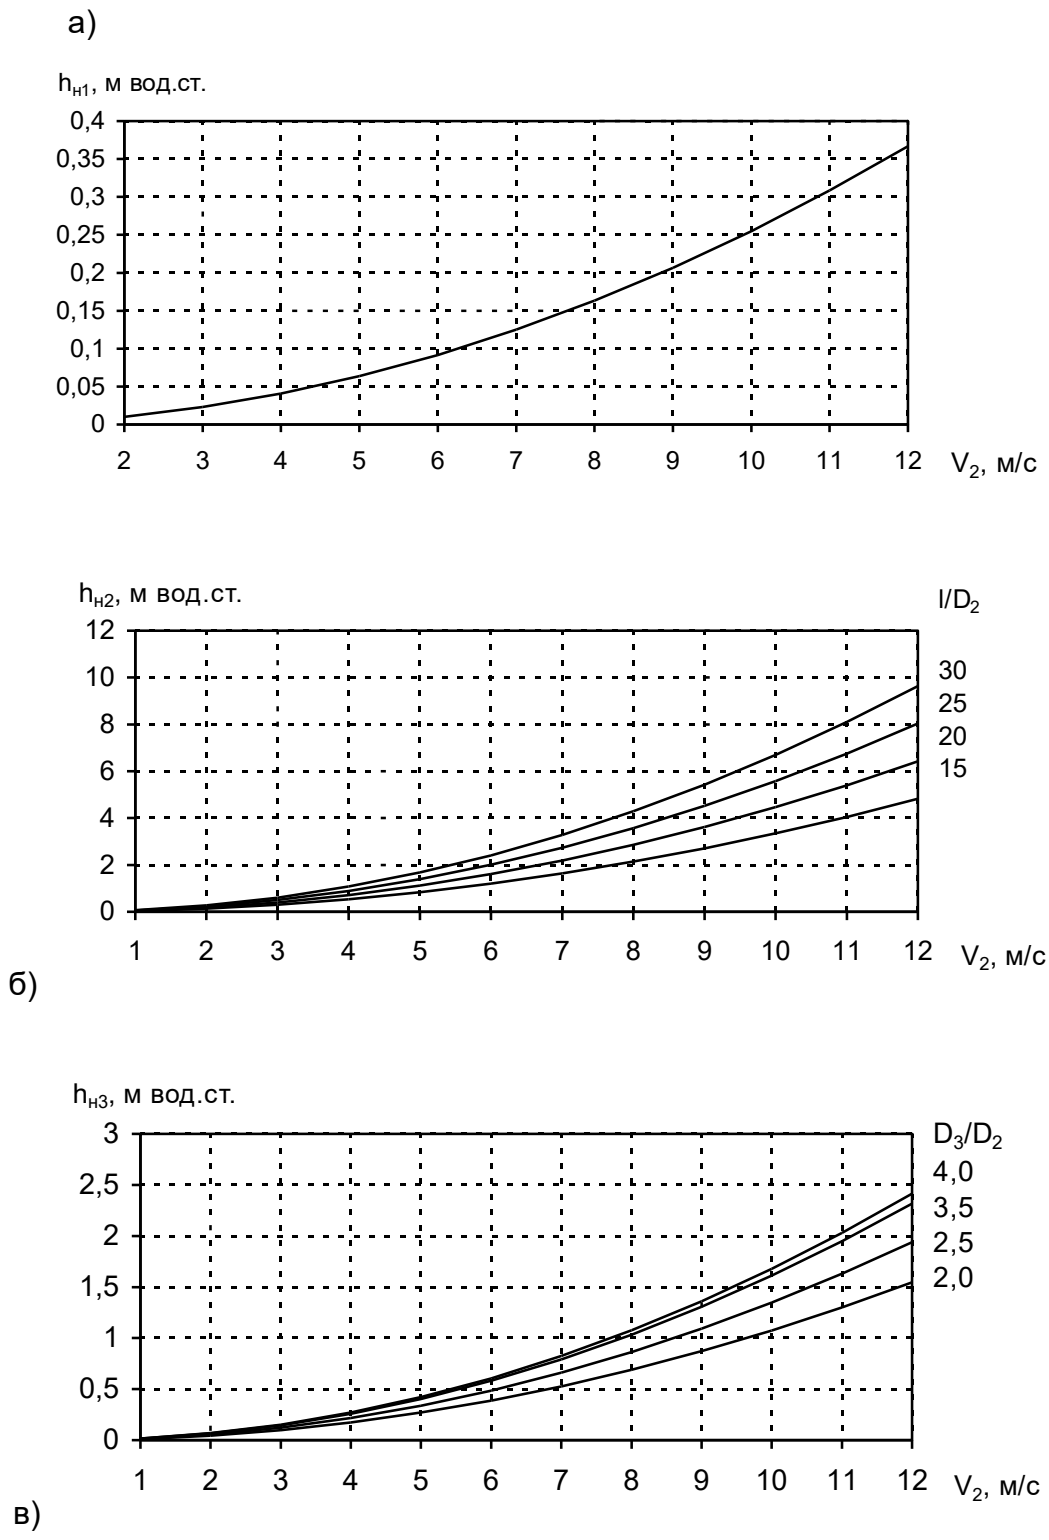 а)
hн1, м вод.ст.
0,4
0,35
0,3
0,25
0,2
0,15
0,1
0,05
0
2 3 4 5 6 7 8 9 10 11 12 V2, м/с
hн2, м вод.ст. l/D2
12
10 30
25
8 20
6 15
4
2
0
1 2 3 4 5 6 7 8 9 10 11 12 V2, м/с
б)
hн3, м вод.ст.
3 D3/D2
2,5 4,0
3,5
2 2,5
1,5 2,0
1
0,5
0
1 2 3 4 5 6 7 8 9 10 11 12 V2, м/с
в)